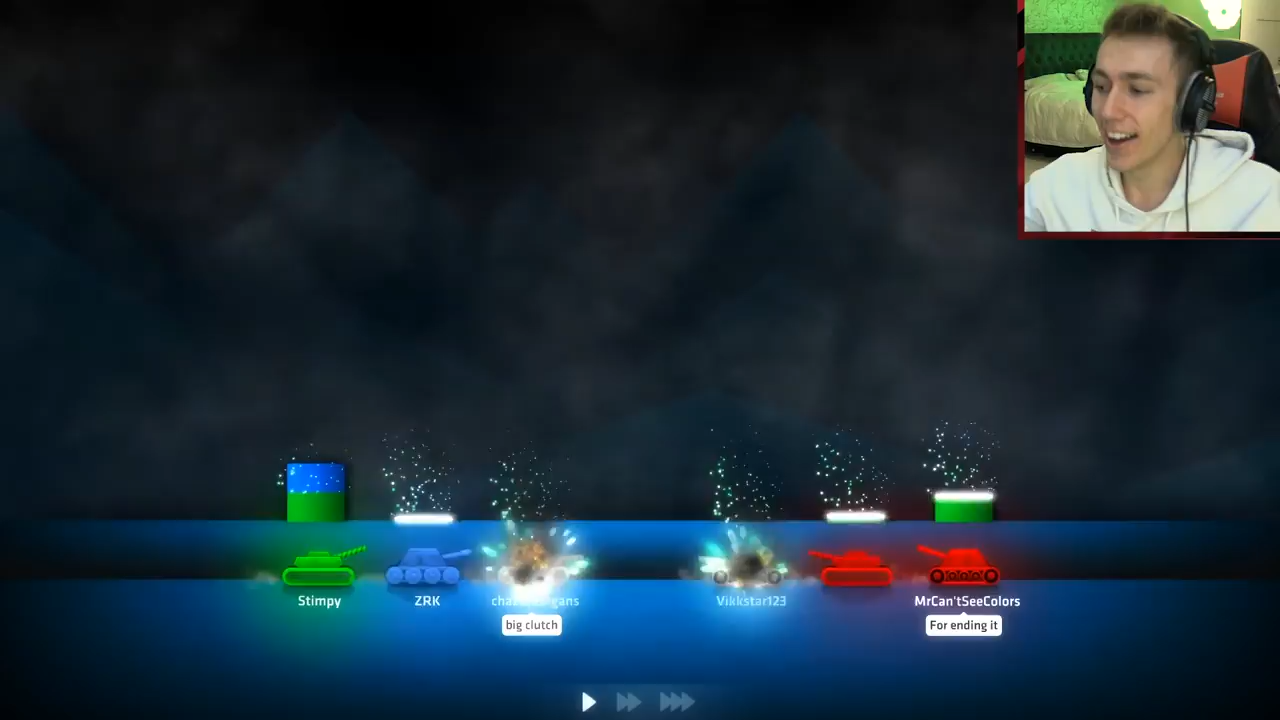 Stimpy
ZRK
Vikkstar123
MrCan'tSeeColors
big clutch
For ending it